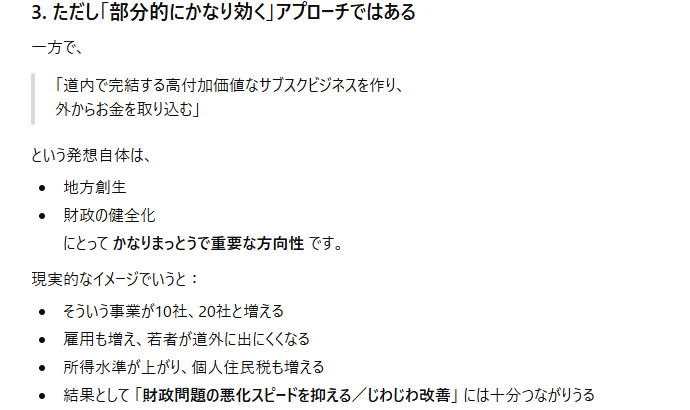 3. ただし「部分的にかなり効く」アプローチではある
一方で、
「道内で完結する高付加価値なサブスクビジネスを作り、
外からお金を取り込む」
という発想自体は、
• 地方創生
• 財政の健全化
にとって かなりまっとうで重要な方向性 です。
現実的なイメージでいうと：
• そういう事業が10社、20社と増える
• 雇用も増え、若者が道外に出にくくなる
• 所得水準が上がり、個人住民税も増える
• 結果として「財政問題の悪化スピードを抑える／じわじわ改善」には十分つながりうる